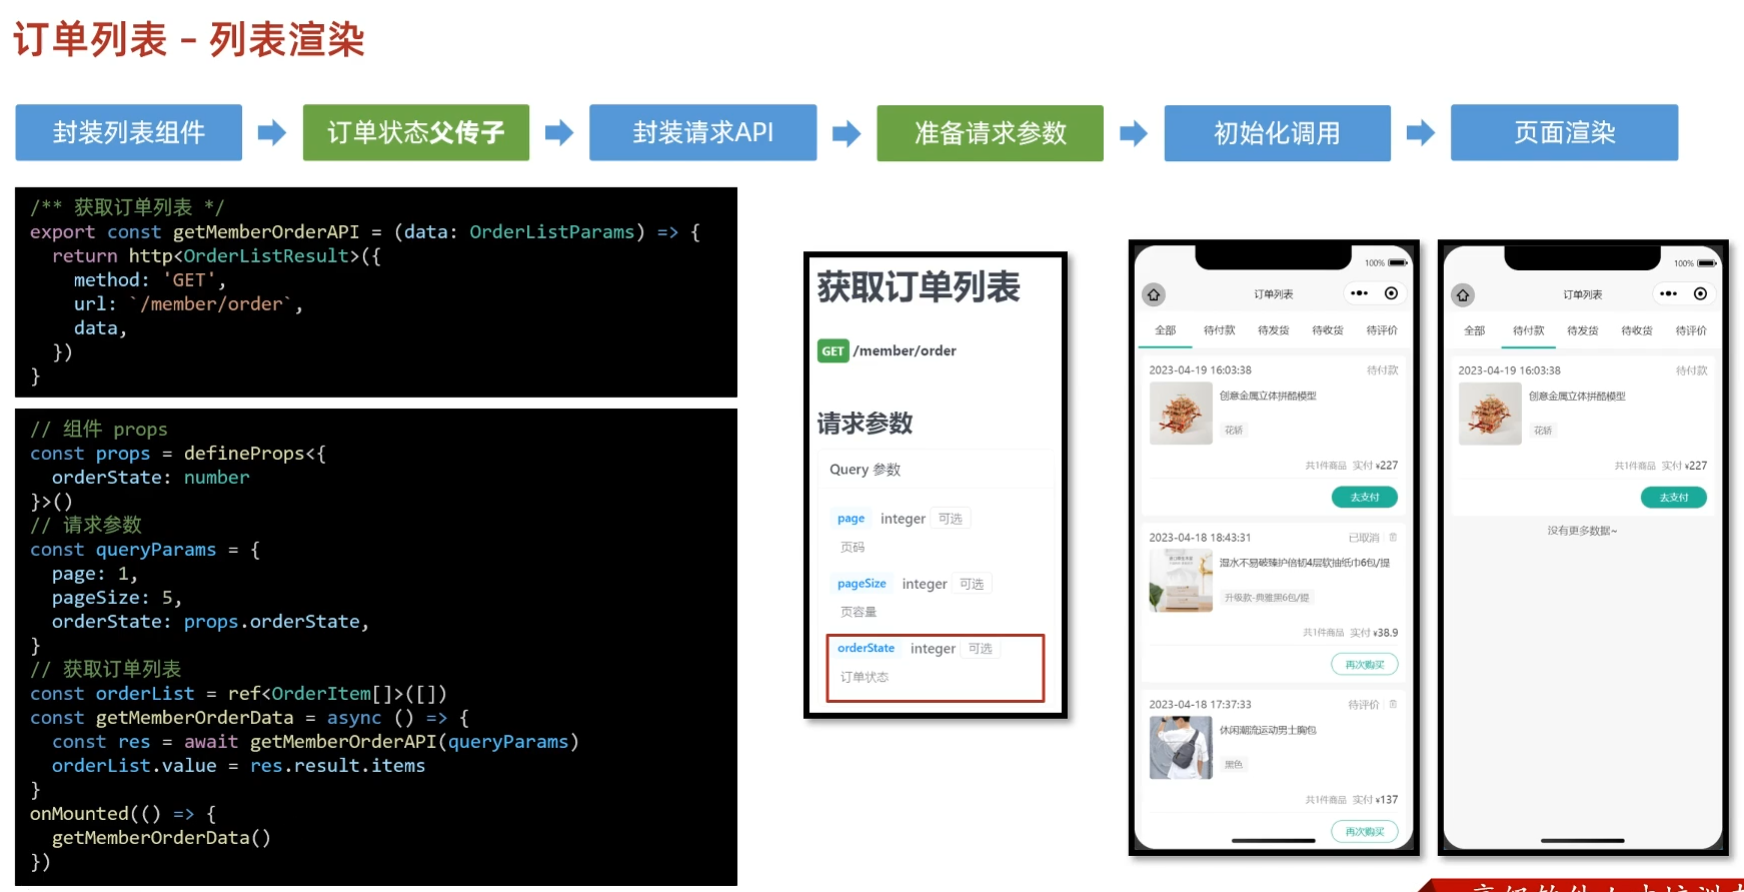 订单列表 – 列表渲染
封装列表组件
订单状态父传子
封装请求API
准备请求参数
初始化调用
页面渲染
/** 获取订单列表 */
export const getMemberOrderAPI = (data: OrderListParams) => {
  return http<OrderListResult>({
    method: 'GET',
    url: `/member/order`,
    data,
  })
}
// 组件 props
const props = defineProps<{
  orderState: number
}>()
// 请求参数
const queryParams = {
  page: 1,
  pageSize: 5,
  orderState: props.orderState,
}
// 获取订单列表
const orderList = ref<OrderItem[]>([])
const getMemberOrderData = async () => {
  const res = await getMemberOrderAPI(queryParams)
  orderList.value = res.result.items
}
onMounted(() => {
  getMemberOrderData()
})
获取订单列表
GET /member/order
请求参数
Query 参数
page integer 可选
页码
pageSize integer 可选
页容量
orderState integer 可选
订单状态
100%
订单列表
全部 待付款 待发货 待收货 待评价
2023-04-19 16:03:38 待付款
创意金属立体拼酷模型
花轿
共1件商品 实付 ¥227
去支付
2023-04-18 18:43:31 已取消
湿水不易破臻护倍韧4层软抽纸巾6包/提
升级款-典雅黑6包/提
共1件商品 实付 ¥38.9
再次购买
2023-04-18 17:37:33 待评价
休闲潮流运动男士胸包
黑色
共1件商品 实付 ¥137
再次购买
100%
订单列表
全部 待付款 待发货 待收货 待评价
2023-04-19 16:03:38 待付款
创意金属立体拼酷模型
花轿
共1件商品 实付 ¥227
去支付
没有更多数据~